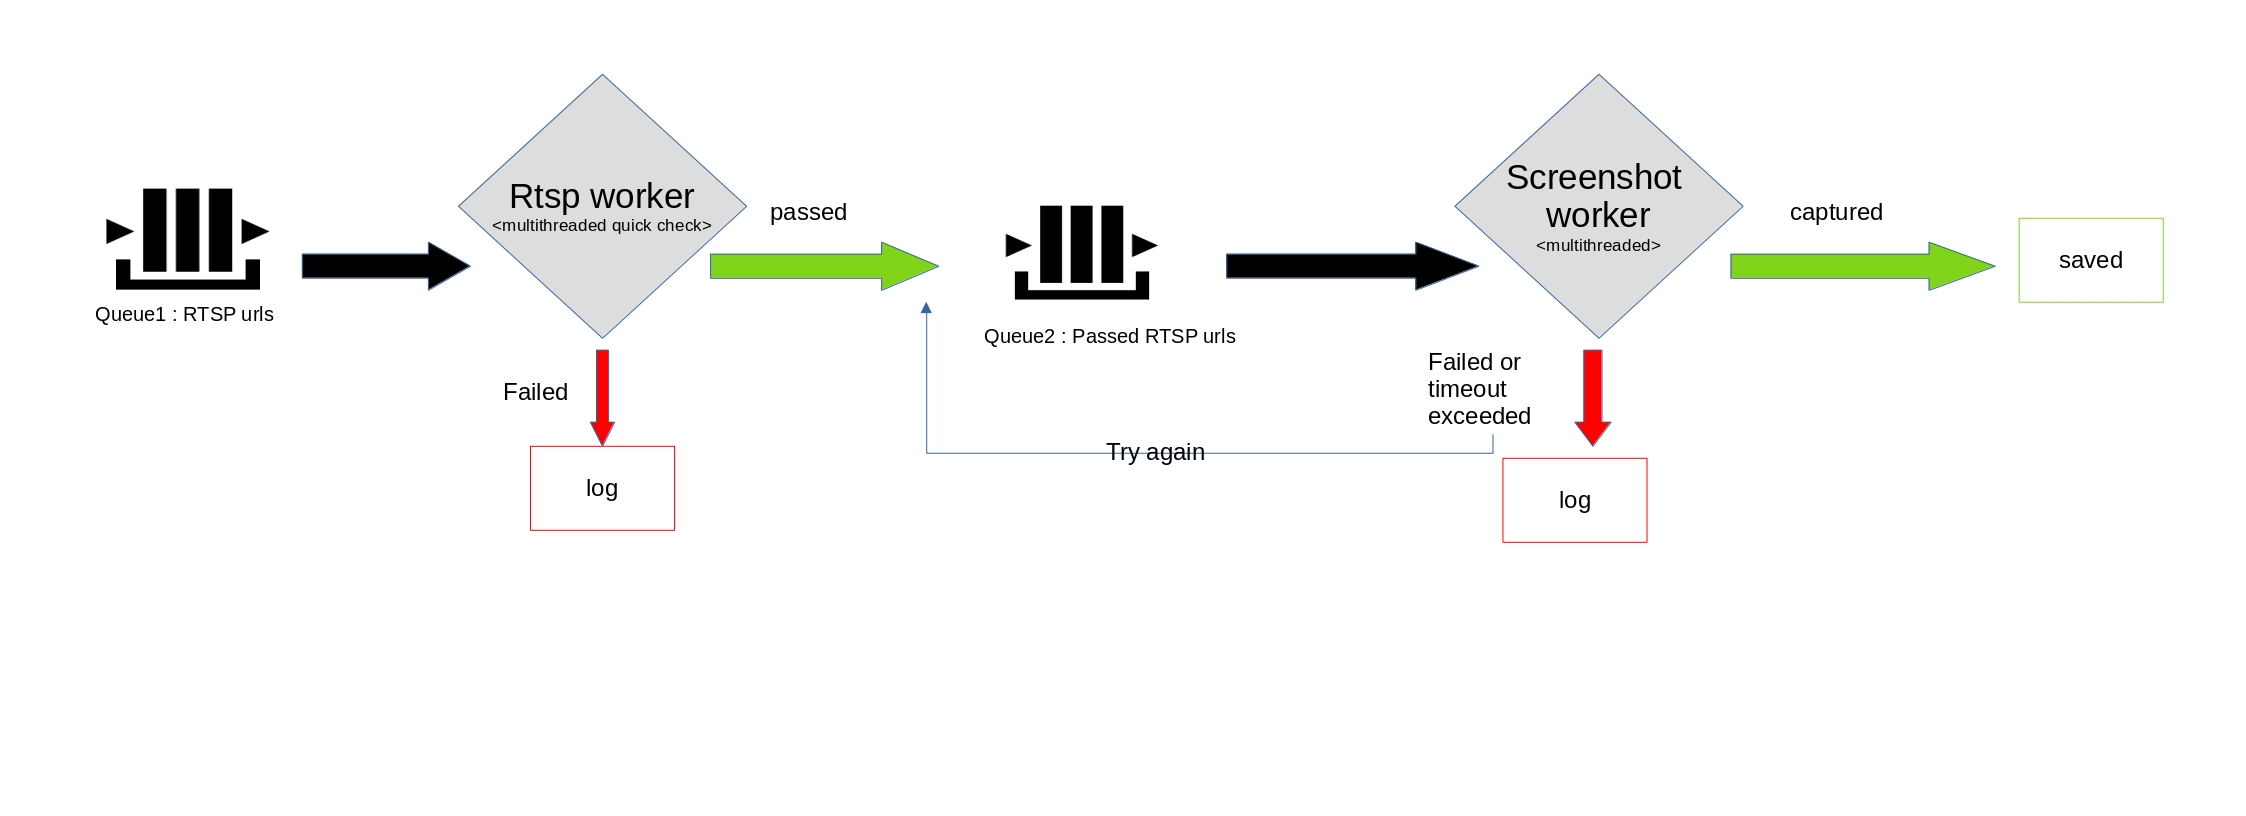 Queue1 : RTSP urls
Rtsp worker
<multithreaded quick check>
passed
Failed
log
Queue2 : Passed RTSP urls
Try again
Screenshot
worker
<multithreaded>
captured
saved
Failed or
timeout
exceeded
log